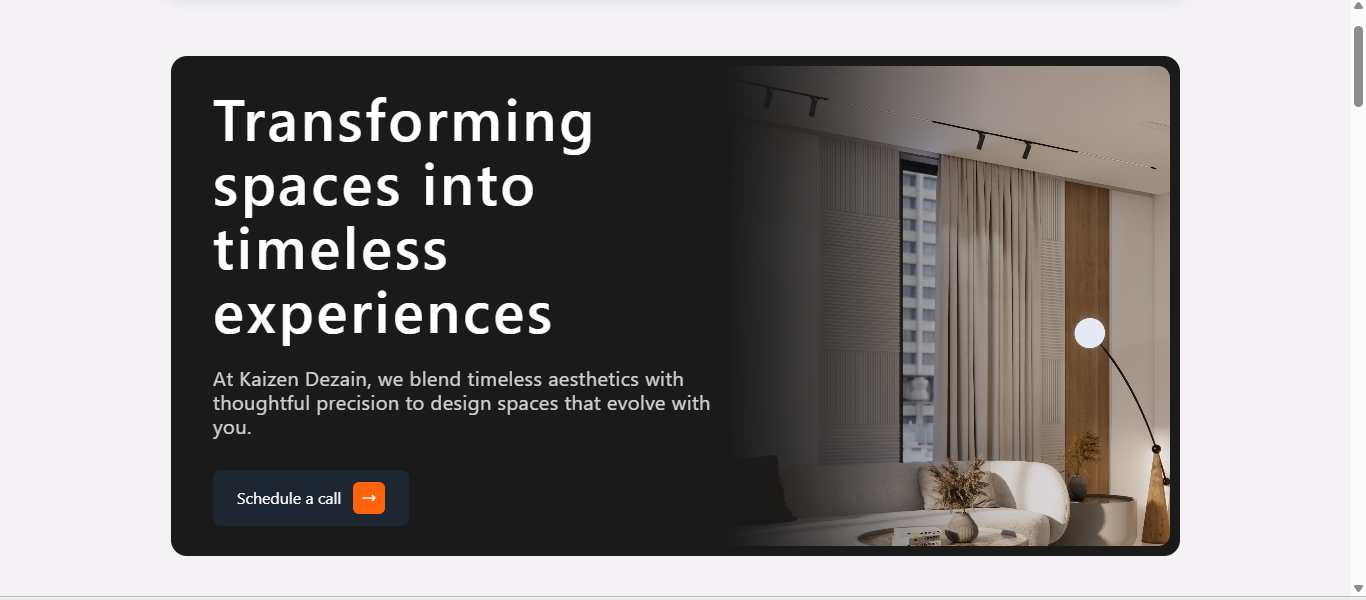 Transforming
spaces into
timeless
experiences
At Kaizen Dezain, we blend timeless aesthetics with
thoughtful precision to design spaces that evolve with
you.
Schedule a call →